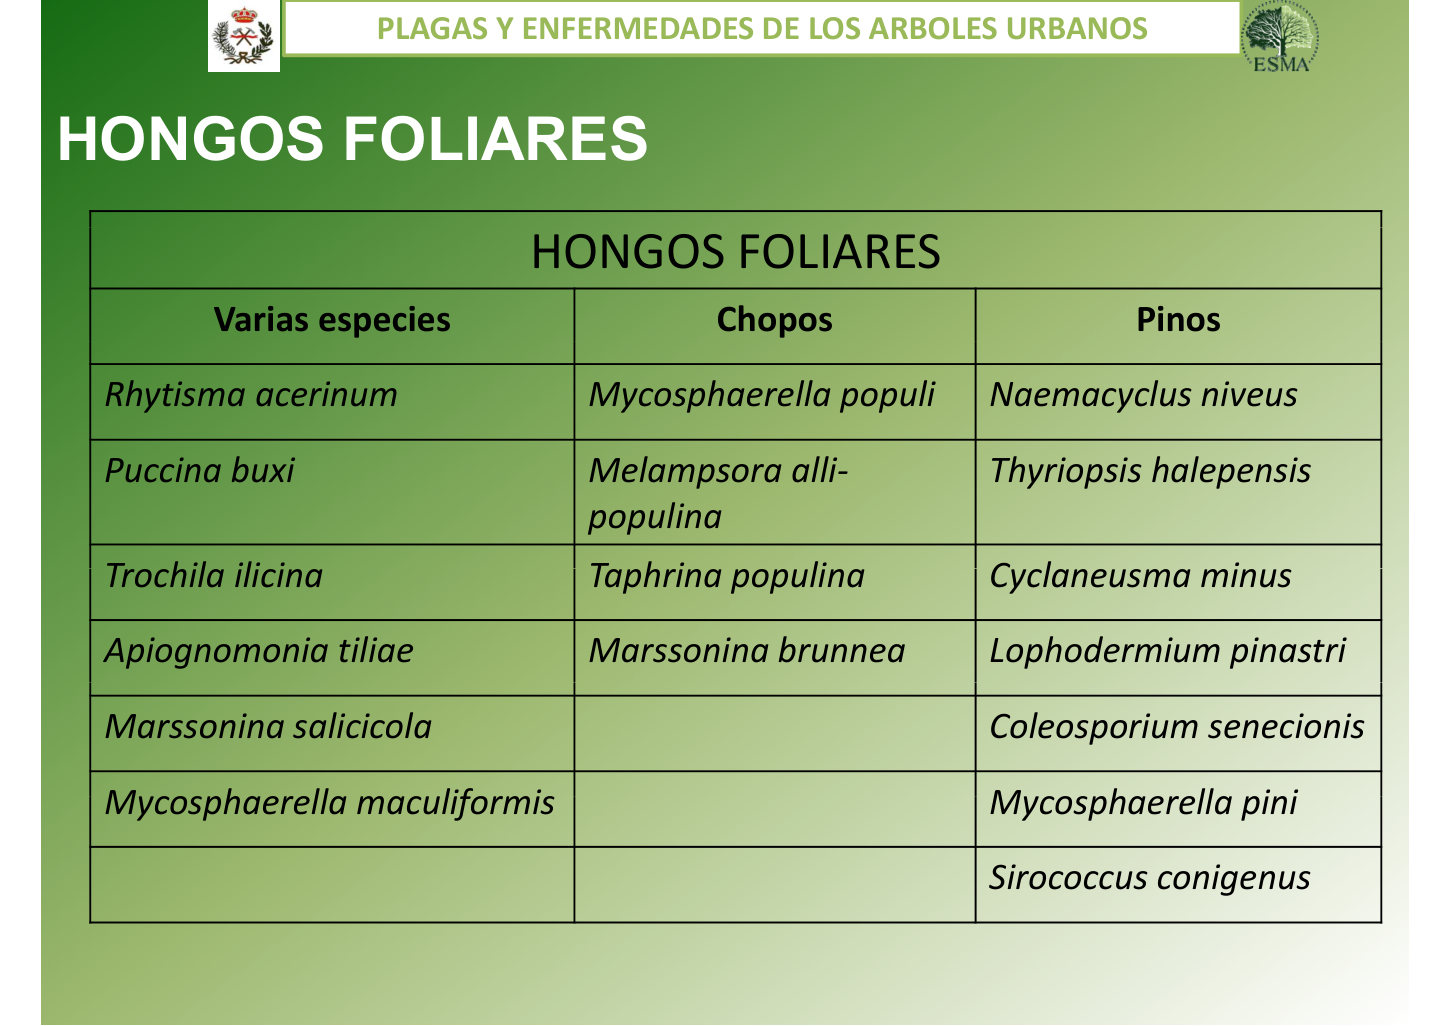 PLAGAS Y ENFERMEDADES DE LOS ARBOLES URBANOS
ESMA
HONGOS FOLIARES
HONGOS FOLIARES
Varias especies Chopos Pinos
Rhytisma acerinum Mycosphaerella populi Naemacyclus niveus
Puccina buxi Melampsora alli- Thyriopsis halepensis
populina
Trochila ilicina Taphrina populina Cyclaneusma minus
Apiognomonia tiliae Marssonina brunnea Lophodermium pinastri
Marssonina salicicola Coleosporium senecionis
Mycosphaerella maculiformis Mycosphaerella pini
Sirococcus conigenus